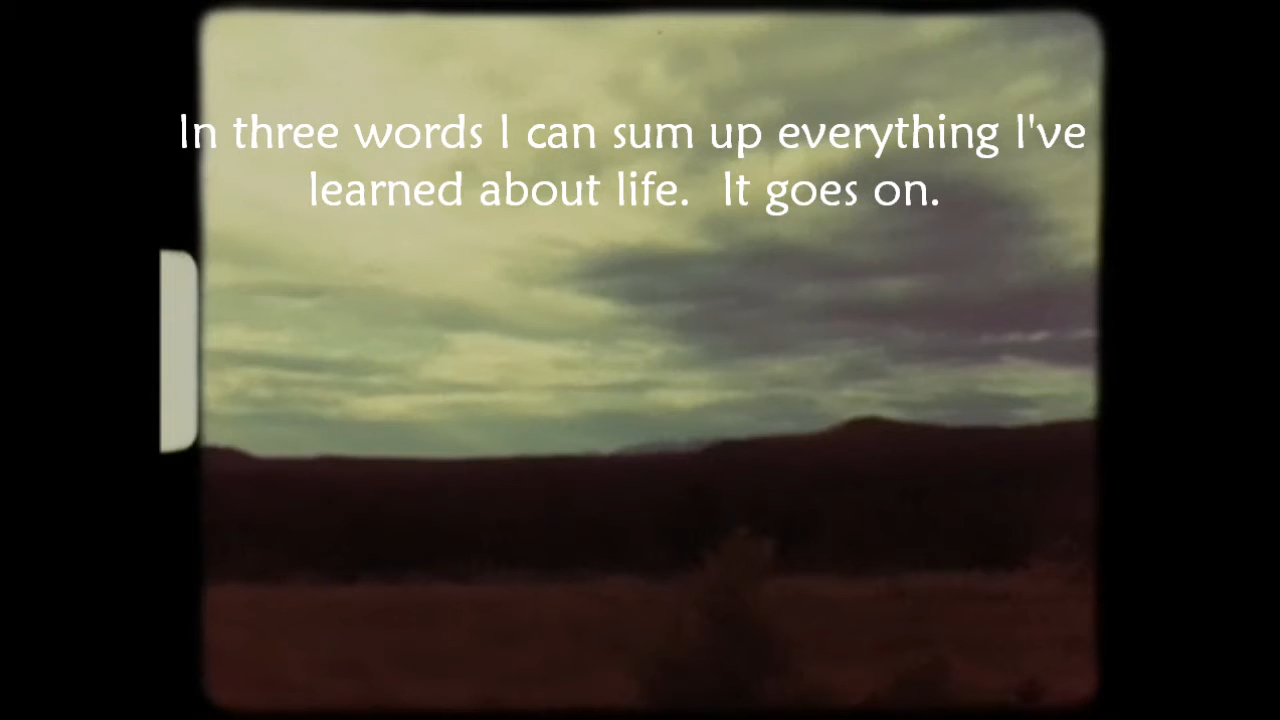 In three words I can sum up everything I've
learned about life.  It goes on.